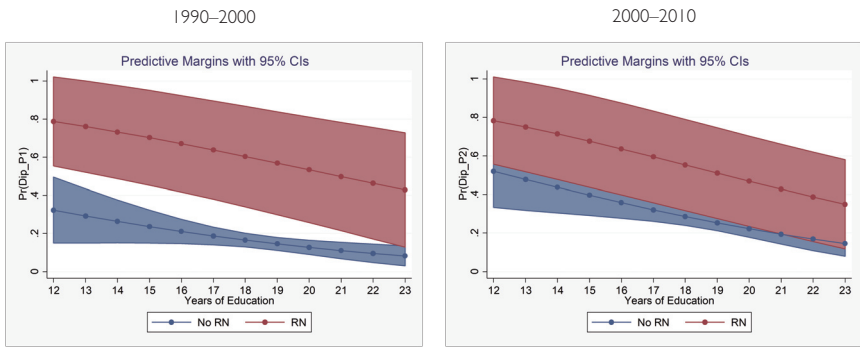 1990–2000
2000–2010
Predictive Margins with 95% CIs
Pr(Dip_P1)
1
.8
.6
.4
.2
0
12 13 14 15 16 17 18 19 20 21 22 23
Years of Education
No RN RN
Predictive Margins with 95% CIs
Pr(Dip_P2)
1
.8
.6
.4
.2
0
12 13 14 15 16 17 18 19 20 21 22 23
Years of Education
No RN RN